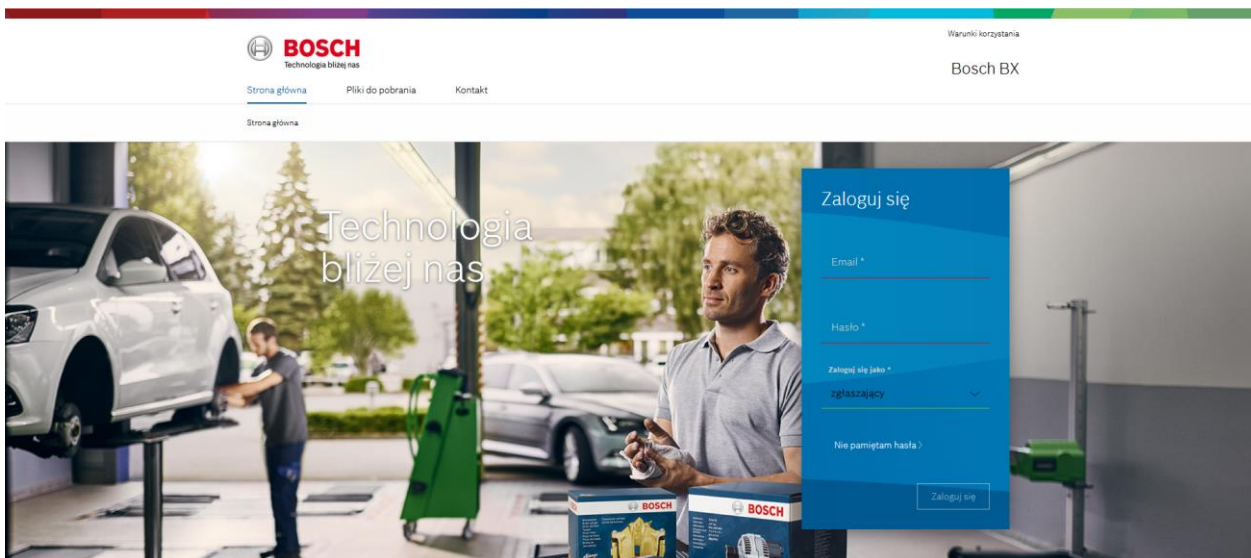 Warunki korzystania
BOSCH
Technologia bliżej nas
Bosch BX
Strona główna
Pliki do pobrania
Kontakt
Strona główna
Technologia
bliżej nas
Zaloguj się
Email *
Hasło *
Zaloguj się jako *
zgłaszający
Nie pamiętam hasła
Zaloguj się
BOSCH
BOSCH